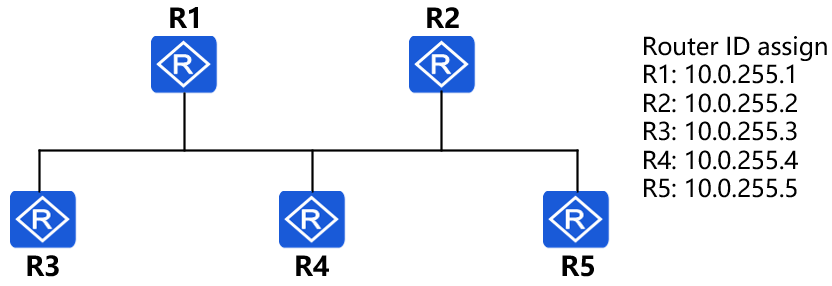 R1
R2
R
R
Router ID assign
R1: 10.0.255.1
R2: 10.0.255.2
R3: 10.0.255.3
R4: 10.0.255.4
R5: 10.0.255.5
R
R
R
R3
R4
R5